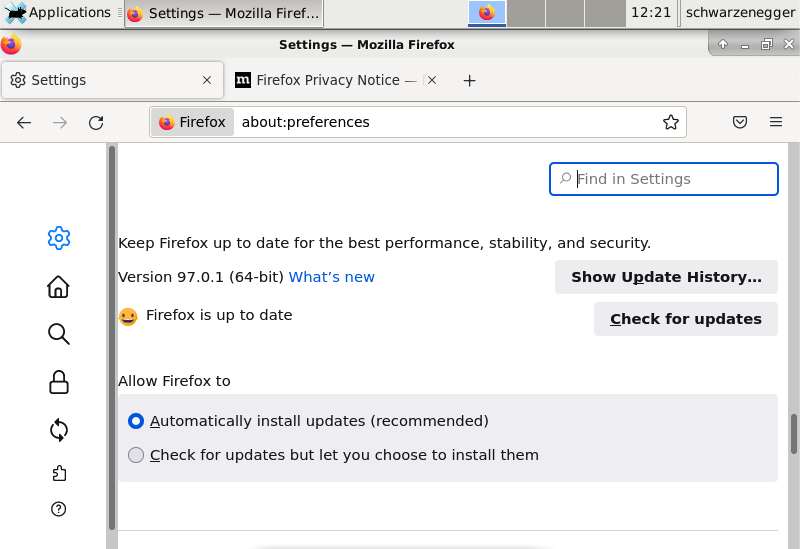 Applications
Settings — Mozilla Firef...
12:21
schwarzenegger
Settings — Mozilla Firefox
Settings
Firefox Privacy Notice —
Firefox
about:preferences
Find in Settings
Keep Firefox up to date for the best performance, stability, and security.
Version 97.0.1 (64-bit) What's new
Show Update History...
Firefox is up to date
Check for updates
Allow Firefox to
Automatically install updates (recommended)
Check for updates but let you choose to install them